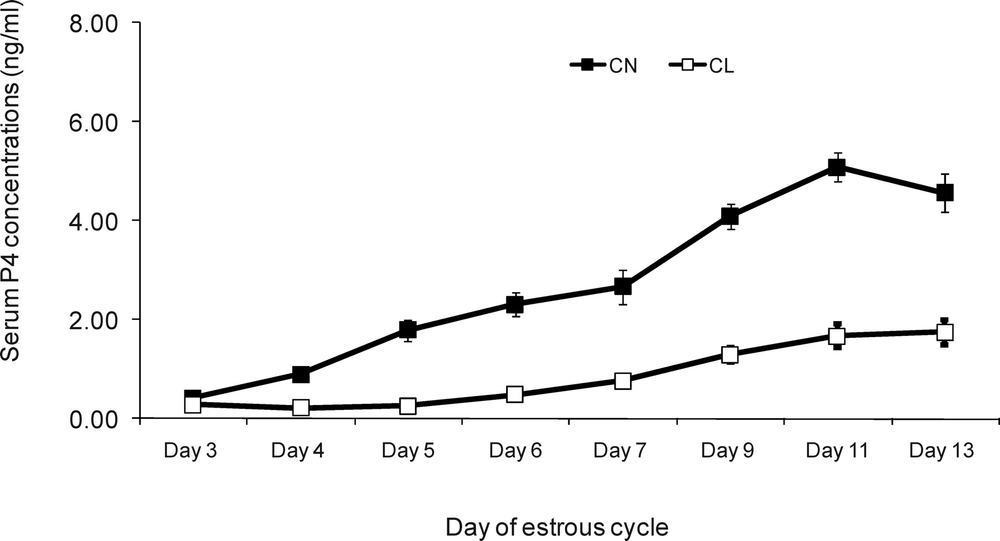 Serum P4 concentrations (ng/ml)
8.00
6.00
4.00
2.00
0.00
CN
CL
Day 3
Day 4
Day 5
Day 6
Day 7
Day 9
Day 11
Day 13
Day of estrous cycle